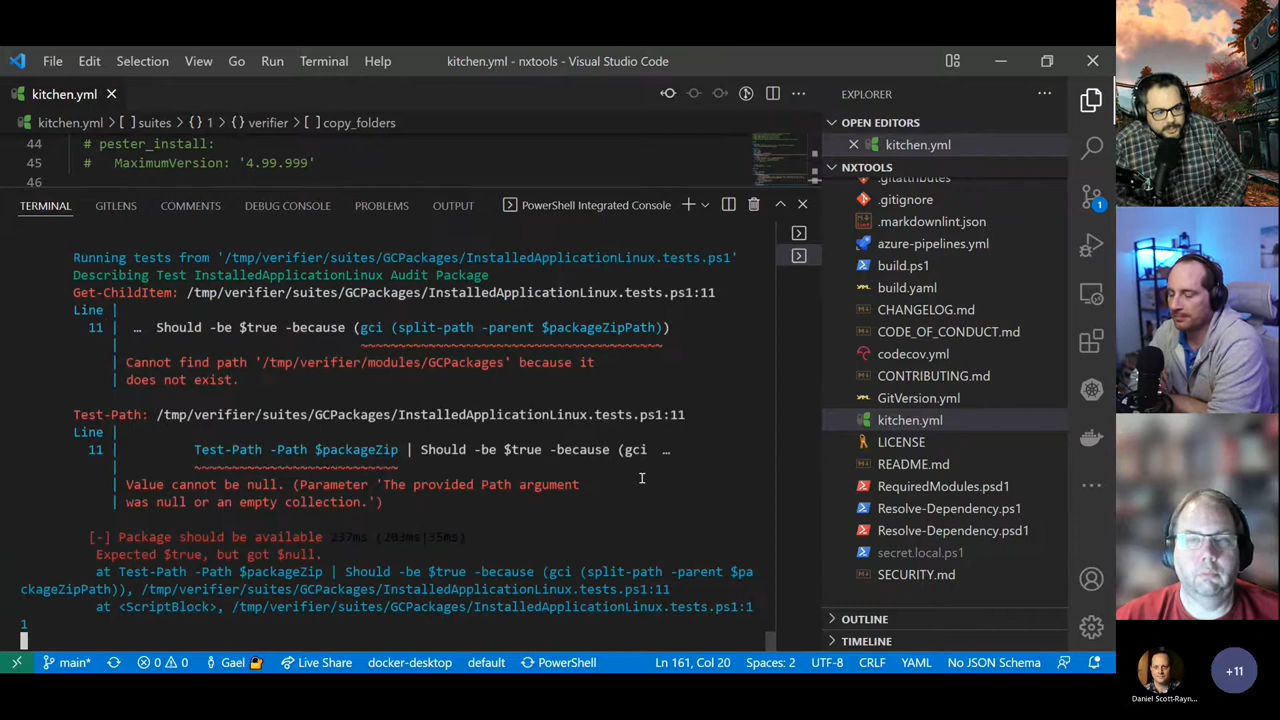 File Edit Selection View Go Run Terminal Help kitchen.yml - nxtools - Visual Studio Code
kitchen.yml
kitchen.yml > [ ] suites > {} 1 > {} verifier > [ ] copy_folders
44 # pester_install:
45 # MaximumVersion: '4.99.999'
46
TERMINAL GITLENS COMMENTS DEBUG CONSOLE PROBLEMS OUTPUT PowerShell Integrated Console
Running tests from '/tmp/verifier/suites/GCPackages/InstalledApplicationLinux.tests.ps1'
Describing Test InstalledApplicationLinux Audit Package
Get-ChildItem: /tmp/verifier/suites/GCPackages/InstalledApplicationLinux.tests.ps1:11
Line |
11 | … Should -be $true -because (gci (split-path -parent $packageZipPath))
| ~~~~~~~~~~~~~~~~~~~~~~~~~~~~~~~~~~~~~~
| Cannot find path '/tmp/verifier/modules/GCPackages' because it
| does not exist.
Test-Path: /tmp/verifier/suites/GCPackages/InstalledApplicationLinux.tests.ps1:11
Line |
11 | Test-Path -Path $packageZip | Should -be $true -because (gci …
| ~~~~~~~~~~~~~~~~~~~~~~~~~~~
| Value cannot be null. (Parameter 'The provided Path argument
| was null or an empty collection.')
[-] Package should be available 237ms (203ms|35ms)
Expected $true, but got $null.
at Test-Path -Path $packageZip | Should -be $true -because (gci (split-path -parent $pa
ckageZipPath)), /tmp/verifier/suites/GCPackages/InstalledApplicationLinux.tests.ps1:11
at <ScriptBlock>, /tmp/verifier/suites/GCPackages/InstalledApplicationLinux.tests.ps1:1
1
EXPLORER
OPEN EDITORS
kitchen.yml
NXTOOLS
.gitattributes
.gitignore
.markdownlint.json
azure-pipelines.yml
build.ps1
build.yaml
CHANGELOG.md
CODE_OF_CONDUCT.md
codecov.yml
CONTRIBUTING.md
GitVersion.yml
kitchen.yml
LICENSE
README.md
RequiredModules.psd1
Resolve-Dependency.ps1
Resolve-Dependency.psd1
secret.local.ps1
SECURITY.md
OUTLINE
TIMELINE
1
main* 0 0 Gael Live Share docker-desktop default PowerShell Ln 161, Col 20 Spaces: 2 UTF-8 CRLF YAML No JSON Schema
Daniel Scott-Rayn...
+11